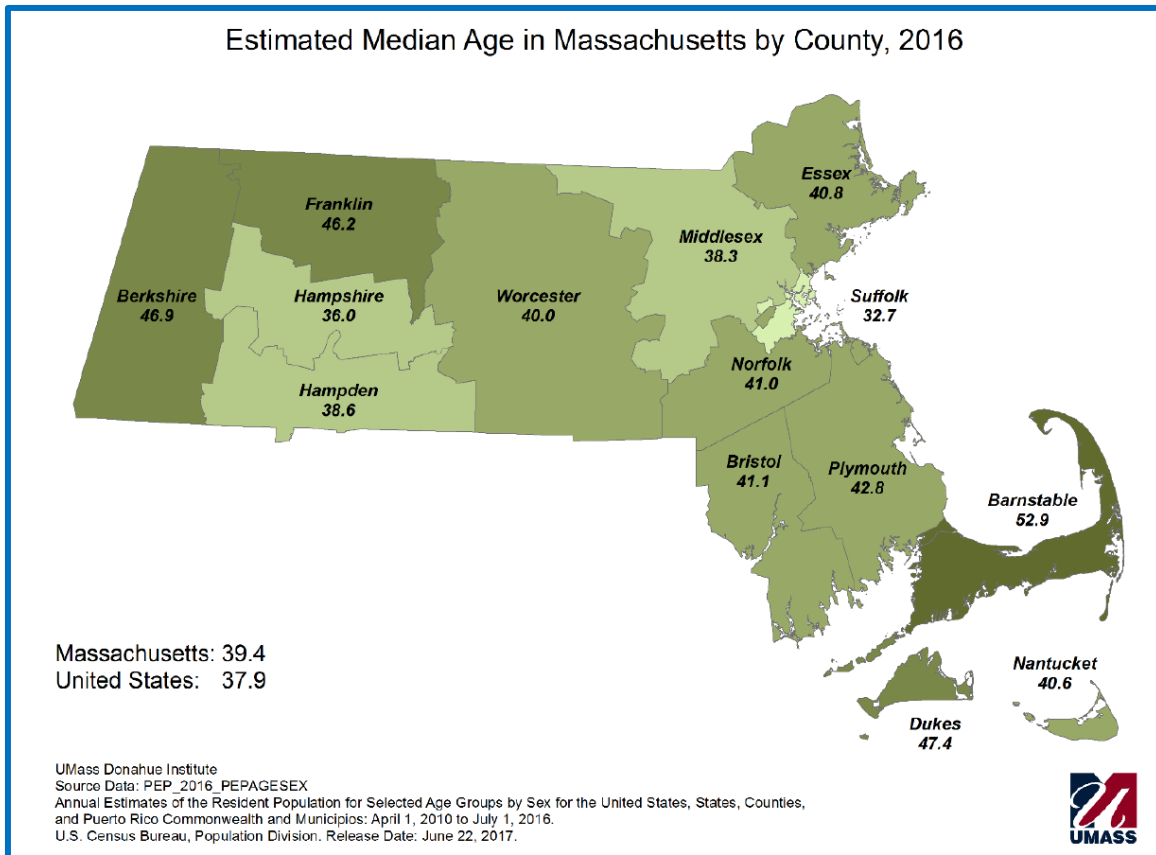 Estimated Median Age in Massachusetts by County, 2016
Essex
40.8
Franklin
46.2
Middlesex
38.3
Berkshire
46.9
Hampshire
36.0
Worcester
40.0
Suffolk
32.7
Norfolk
41.0
Hampden
38.6
Bristol
41.1
Plymouth
42.8
Barnstable
52.9
Massachusetts: 39.4
United States: 37.9
Nantucket
40.6
Dukes
47.4
UMass Donahue Institute
Source Data: PEP_2016_PEPAGESEX
Annual Estimates of the Resident Population for Selected Age Groups by Sex for the United States, States, Counties,
and Puerto Rico Commonwealth and Municipios: April 1, 2010 to July 1, 2016.
U.S. Census Bureau, Population Division. Release Date: June 22, 2017.
UMASS